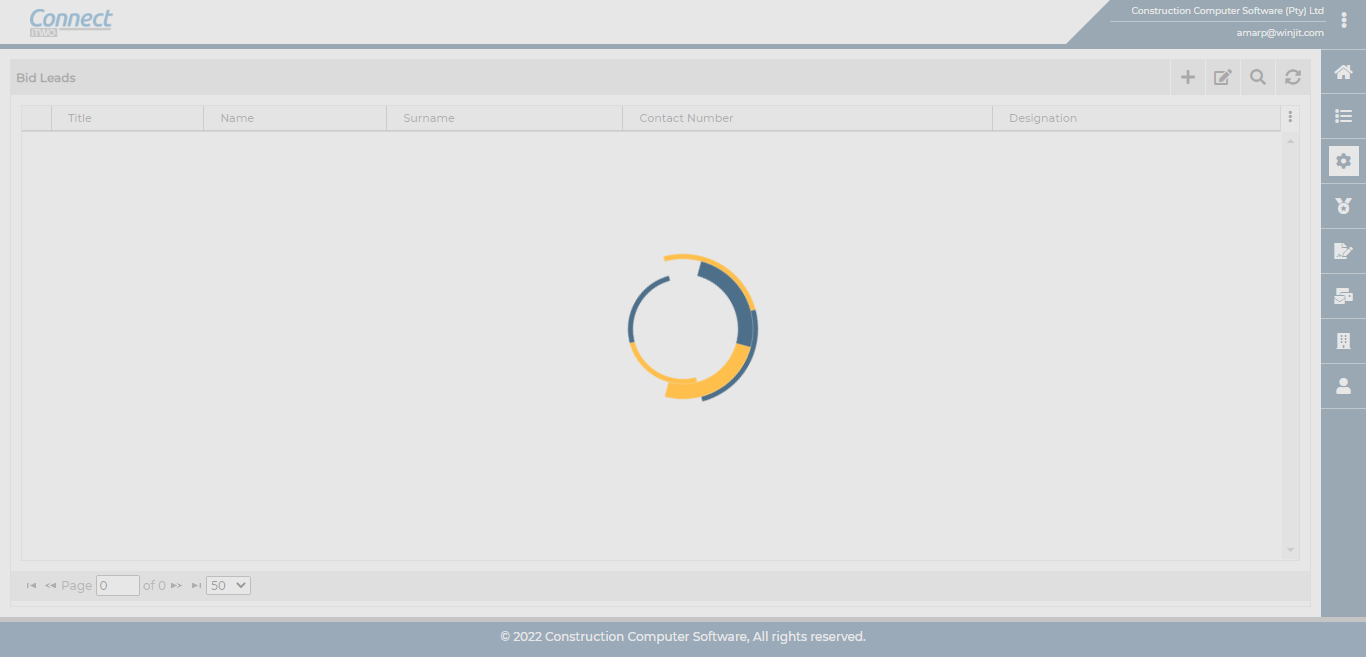 Connect
iTWO
Construction Computer Software (Pty) Ltd
amarp@winjit.com
Bid Leads
Title Name Surname Contact Number Designation
Page 0 of 0 50
© 2022 Construction Computer Software, All rights reserved.